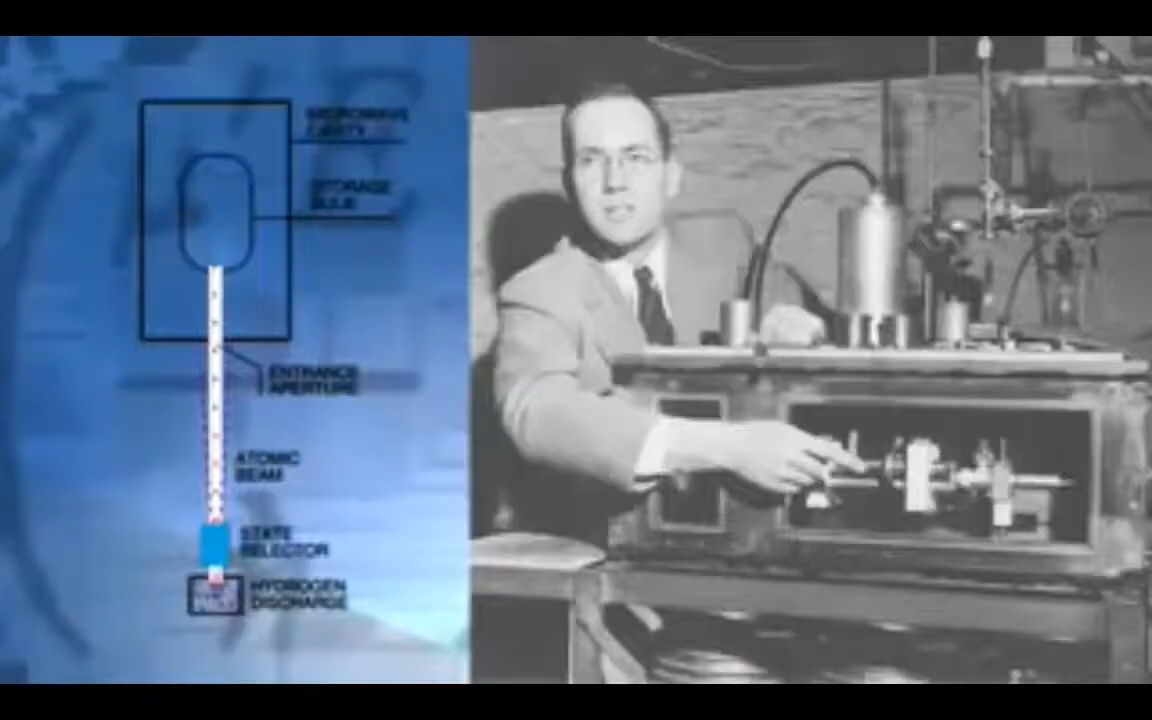 MICROWAVE
CAVITY
STORAGE
BULB
ENTRANCE
APERTURE
ATOMIC
BEAM
STATE
SELECTOR
HYDROGEN
DISCHARGE